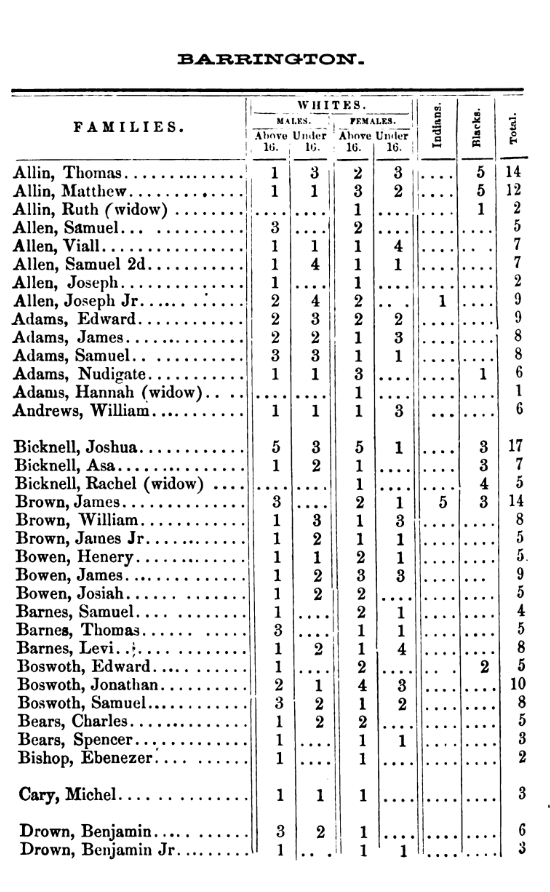 BARRINGTON.
FAMILIES. WHITES. Indians. Blacks. Total.
MALES. FEMALES.
Above Under Above Under
16. 16. 16. 16.
Allin, Thomas.............. 1 3 2 3 .... 5 14
Allin, Matthew............. 1 1 3 2 .... 5 12
Allin, Ruth (widow) ........ .... .... 1 .... .... 1 2
Allen, Samuel... .......... 3 .... 2 .... .... .... 5
Allen, Viall................ 1 1 1 4 .... .... 7
Allen, Samuel 2d........... 1 4 1 1 .... .... 7
Allen, Joseph.............. 1 .... 1 .... .... .... 2
Allen, Joseph Jr........... 2 4 2 .... 1 .... 9
Adams, Edward............ 2 3 2 2 .... .... 9
Adams, James............. 2 2 1 3 .... .... 8
Adams, Samuel............ 3 3 1 1 .... .... 8
Adams, Nudigate........... 1 1 3 .... .... 1 6
Adams, Hannah (widow).... .... .... 1 .... .... .... 1
Andrews, William.......... 1 1 1 3 .... .... 6
Bicknell, Joshua............ 5 3 5 1 .... 3 17
Bicknell, Asa.............. 1 2 1 .... .... 3 7
Bicknell, Rachel (widow) .... .... .... 1 .... .... 4 5
Brown, James.............. 3 .... 2 1 5 3 14
Brown, William............ 1 3 1 3 .... .... 8
Brown, James Jr........... 1 2 1 1 .... .... 5
Bowen, Henery............ 1 1 2 1 .... .... 5
Bowen, James.............. 1 2 3 3 .... .... 9
Bowen, Josiah............. 1 2 2 .... .... .... 5
Barnes, Samuel............ 1 .... 2 1 .... .... 4
Barnes, Thomas............ 3 .... 1 1 .... .... 5
Barnes, Levi............... 1 2 1 4 .... .... 8
Boswoth, Edward.......... 1 .... 2 .... .... 2 5
Boswoth, Jonathan......... 2 1 4 3 .... .... 10
Boswoth, Samuel........... 3 2 1 2 .... .... 8
Bears, Charles............. 1 2 2 .... .... .... 5
Bears, Spencer............. 1 .... 1 1 .... .... 3
Bishop, Ebenezer........... 1 .... 1 .... .... .... 2
Cary, Michel.............. 1 1 1 .... .... .... 3
Drown, Benjamin.......... 3 2 1 .... .... .... 6
Drown, Benjamin Jr........ 1 .... 1 1 .... .... 3